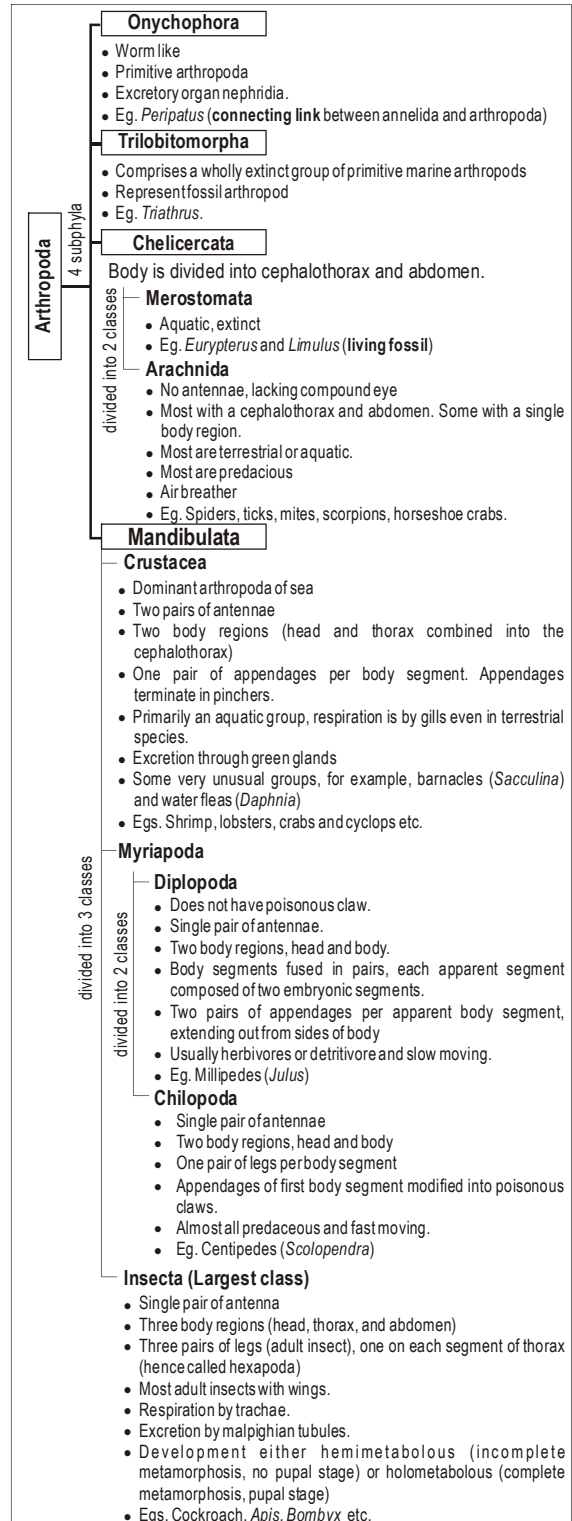 Onychophora
• Worm like
• Primitive arthropoda
• Excretory organ nephridia.
• Eg. Peripatus (connecting link between annelida and arthropoda)
Trilobitomorpha
• Comprises a wholly extinct group of primitive marine arthropods
• Represent fossil arthropod
• Eg. Triathrus.
Arthropoda
4 subphyla
Chelicercata
Body is divided into cephalothorax and abdomen.
divided into 2 classes
Merostomata
• Aquatic, extinct
• Eg. Eurypterus and Limulus (living fossil)
Arachnida
• No antennae, lacking compound eye
• Most with a cephalothorax and abdomen. Some with a single
body region.
• Most are terrestrial or aquatic.
• Most are predacious
• Air breather
• Eg. Spiders, ticks, mites, scorpions, horseshoe crabs.
Mandibulata
divided into 3 classes
Crustacea
• Dominant arthropoda of sea
• Two pairs of antennae
• Two body regions (head and thorax combined into the
cephalothorax)
• One pair of appendages per body segment. Appendages
terminate in pinchers.
• Primarily an aquatic group, respiration is by gills even in terrestrial
species.
• Excretion through green glands
• Some very unusual groups, for example, barnacles (Sacculina)
and water fleas (Daphnia)
• Egs. Shrimp, lobsters, crabs and cyclops etc.
Myriapoda
divided into 2 classes
Diplopoda
• Does not have poisonous claw.
• Single pair of antennae.
• Two body regions, head and body.
• Body segments fused in pairs, each apparent segment
composed of two embryonic segments.
• Two pairs of appendages per apparent body segment,
extending out from sides of body
• Usually herbivores or detritivore and slow moving.
• Eg. Millipedes (Julus)
Chilopoda
• Single pair of antennae
• Two body regions, head and body
• One pair of legs per body segment
• Appendages of first body segment modified into poisonous
claws.
• Almost all predaceous and fast moving.
• Eg. Centipedes (Scolopendra)
Insecta (Largest class)
• Single pair of antenna
• Three body regions (head, thorax, and abdomen)
• Three pairs of legs (adult insect), one on each segment of thorax
(hence called hexapoda)
• Most adult insects with wings.
• Respiration by trachae.
• Excretion by malpighian tubules.
• Development either hemimetabolous (incomplete
metamorphosis, no pupal stage) or holometabolous (complete
metamorphosis, pupal stage)
• Egs. Cockroach, Apis, Bombyx etc.